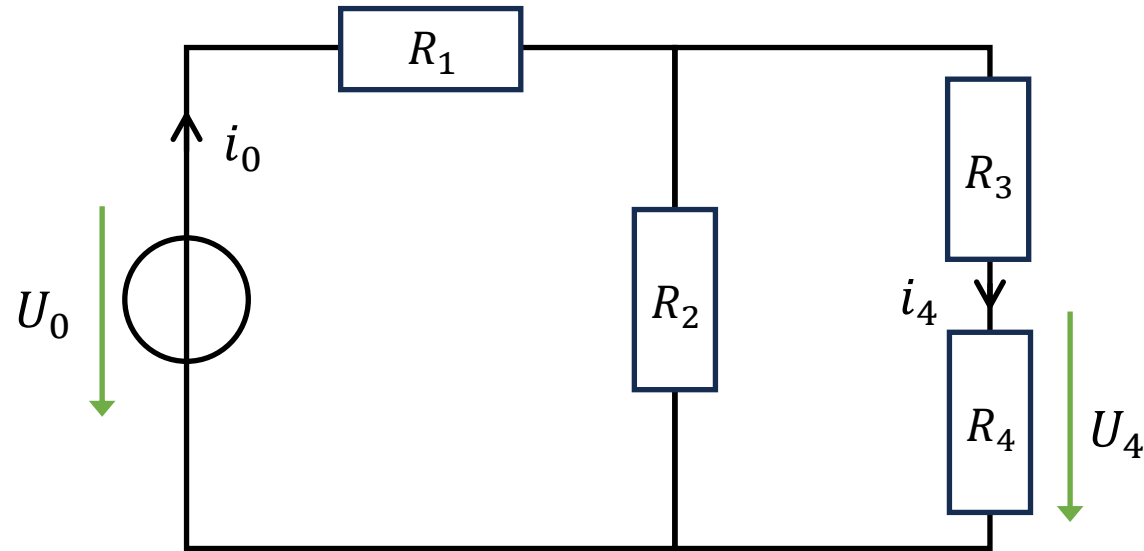 R₁
i₀
R₃
U₀
R₂
i₄
R₄
U₄